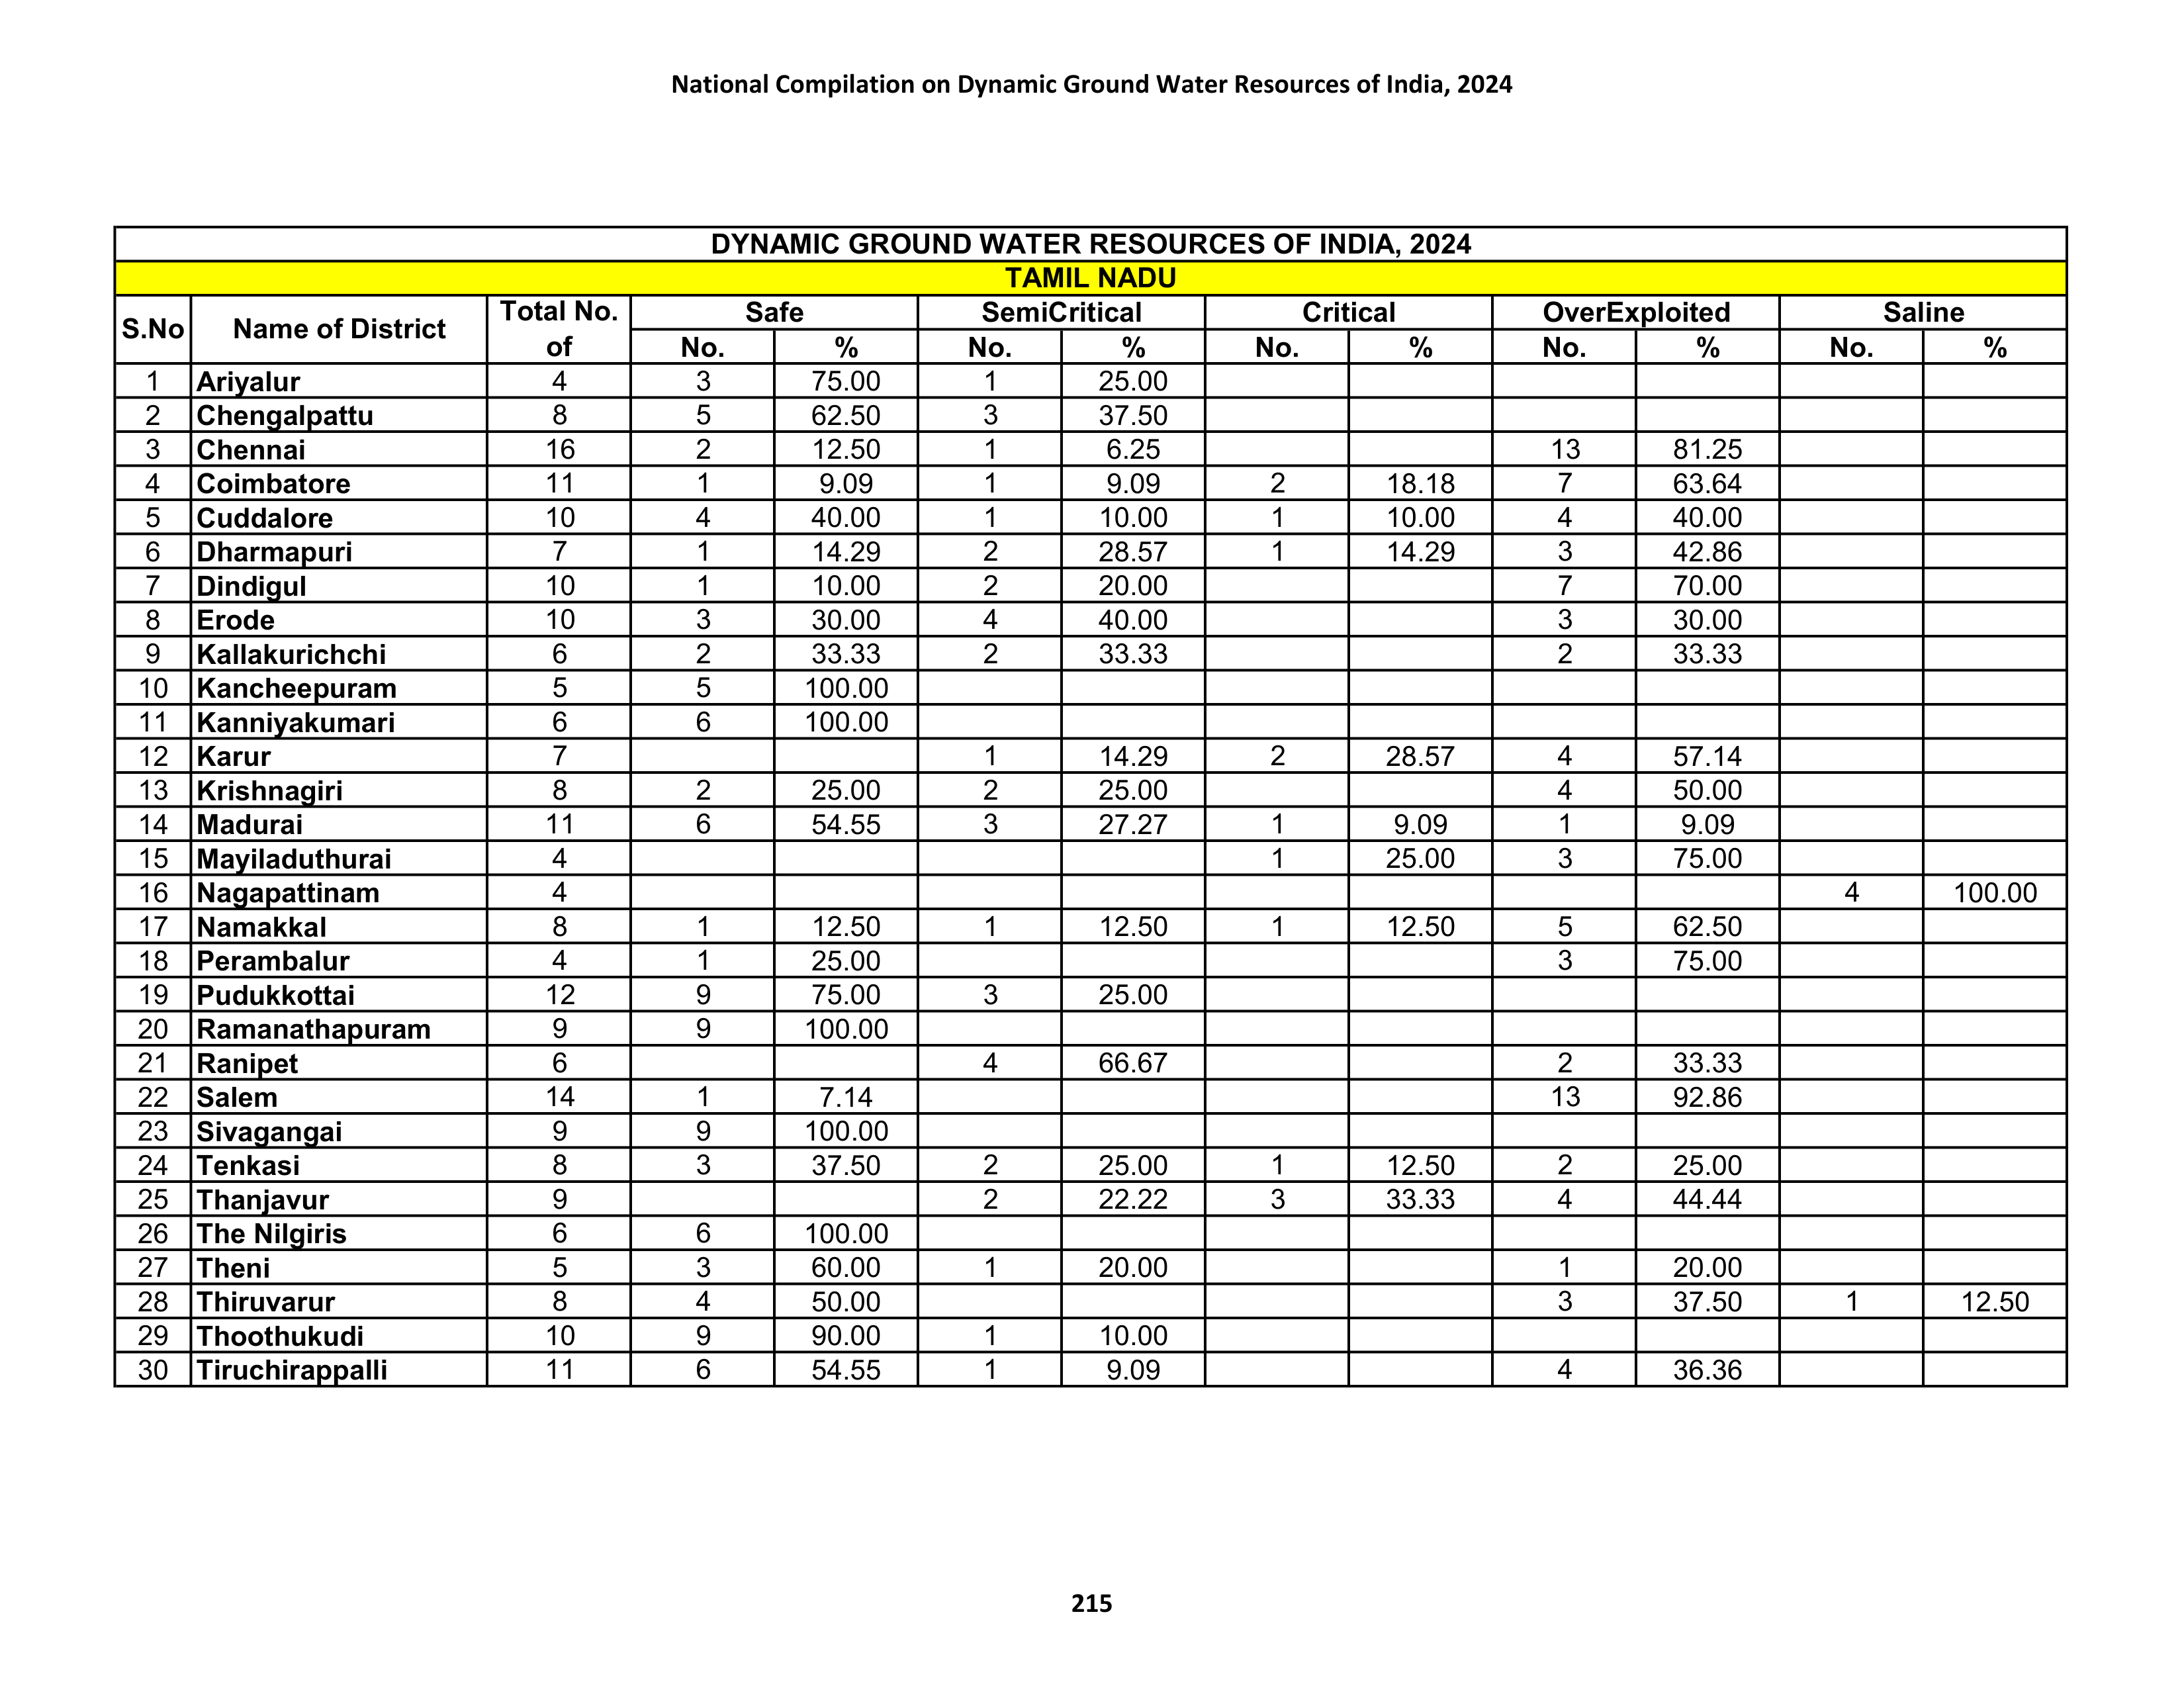 National Compilation on Dynamic Ground Water Resources of India, 2024
DYNAMIC GROUND WATER RESOURCES OF INDIA, 2024
TAMIL NADU
S.No Name of District Total No. of Safe SemiCritical Critical OverExploited Saline
No. % No. % No. % No. % No. %
1 Ariyalur 4 3 75.00 1 25.00
2 Chengalpattu 8 5 62.50 3 37.50
3 Chennai 16 2 12.50 1 6.25 13 81.25
4 Coimbatore 11 1 9.09 1 9.09 2 18.18 7 63.64
5 Cuddalore 10 4 40.00 1 10.00 1 10.00 4 40.00
6 Dharmapuri 7 1 14.29 2 28.57 1 14.29 3 42.86
7 Dindigul 10 1 10.00 2 20.00 7 70.00
8 Erode 10 3 30.00 4 40.00 3 30.00
9 Kallakurichchi 6 2 33.33 2 33.33 2 33.33
10 Kancheepuram 5 5 100.00
11 Kanniyakumari 6 6 100.00
12 Karur 7 1 14.29 2 28.57 4 57.14
13 Krishnagiri 8 2 25.00 2 25.00 4 50.00
14 Madurai 11 6 54.55 3 27.27 1 9.09 1 9.09
15 Mayiladuthurai 4 1 25.00 3 75.00
16 Nagapattinam 4 4 100.00
17 Namakkal 8 1 12.50 1 12.50 1 12.50 5 62.50
18 Perambalur 4 1 25.00 3 75.00
19 Pudukkottai 12 9 75.00 3 25.00
20 Ramanathapuram 9 9 100.00
21 Ranipet 6 4 66.67 2 33.33
22 Salem 14 1 7.14 13 92.86
23 Sivagangai 9 9 100.00
24 Tenkasi 8 3 37.50 2 25.00 1 12.50 2 25.00
25 Thanjavur 9 2 22.22 3 33.33 4 44.44
26 The Nilgiris 6 6 100.00
27 Theni 5 3 60.00 1 20.00 1 20.00
28 Thiruvarur 8 4 50.00 3 37.50 1 12.50
29 Thoothukudi 10 9 90.00 1 10.00
30 Tiruchirappalli 11 6 54.55 1 9.09 4 36.36
215